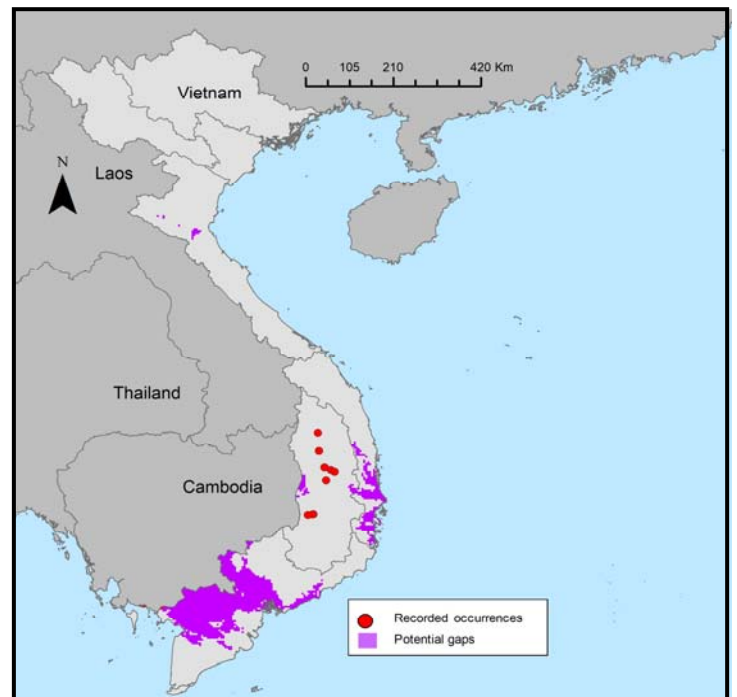 0 105 210 420 Km
Vietnam
Laos
N
Thailand
Cambodia
Recorded occurrences
Potential gaps